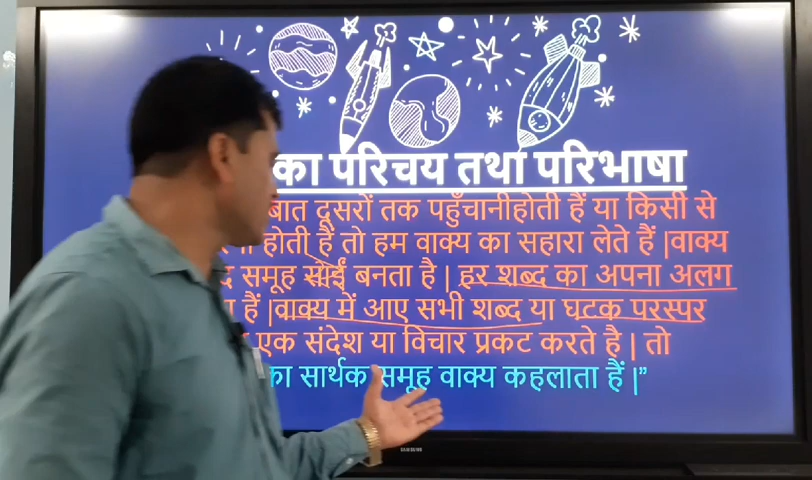 का परिचय तथा परिभाषा
बात दूसरों तक पहुँचानीहोती हैं या किसी से
होती हैं तो हम वाक्य का सहारा लेते हैं |वाक्य
समूह सोईं बनता है | हर शब्द का अपना अलग
हैं |वाक्य में आए सभी शब्द या घटक परस्पर
एक संदेश या विचार प्रकट करते है | तो
का सार्थक समूह वाक्य कहलाता हैं |”
SAMSUNG